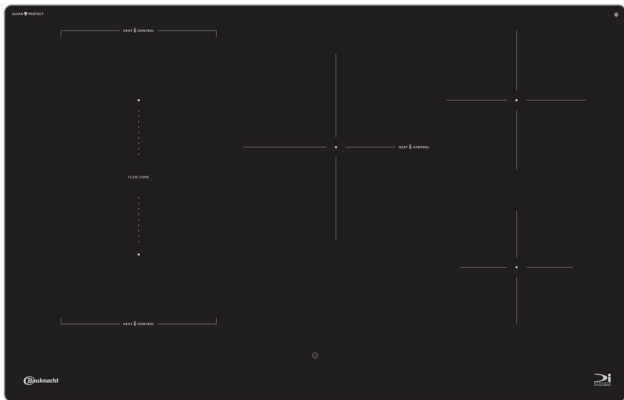 CLEAN PROTECT
HEAT CONTROL
HEAT CONTROL
FLEXI ZONE
HEAT CONTROL
Bauknecht